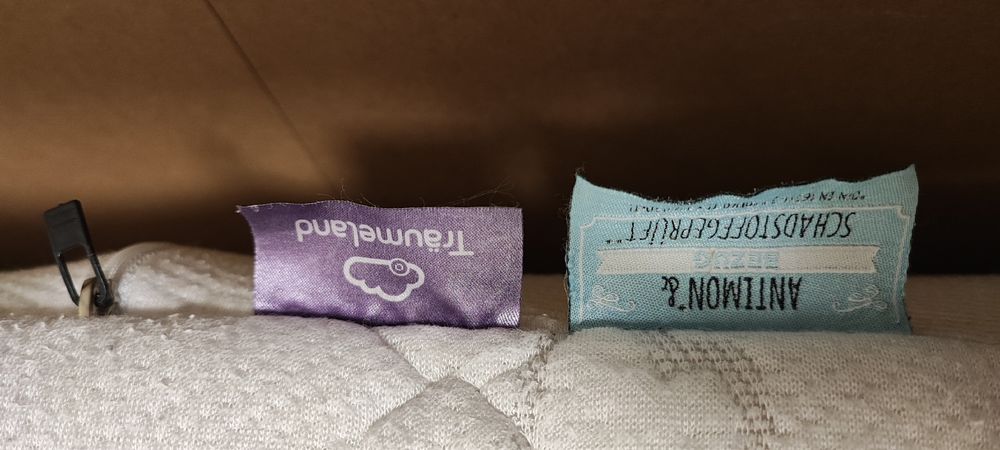 Träumeland
ANTIMON* &
BEZUG
SCHADSTOFFGEPRÜFT**